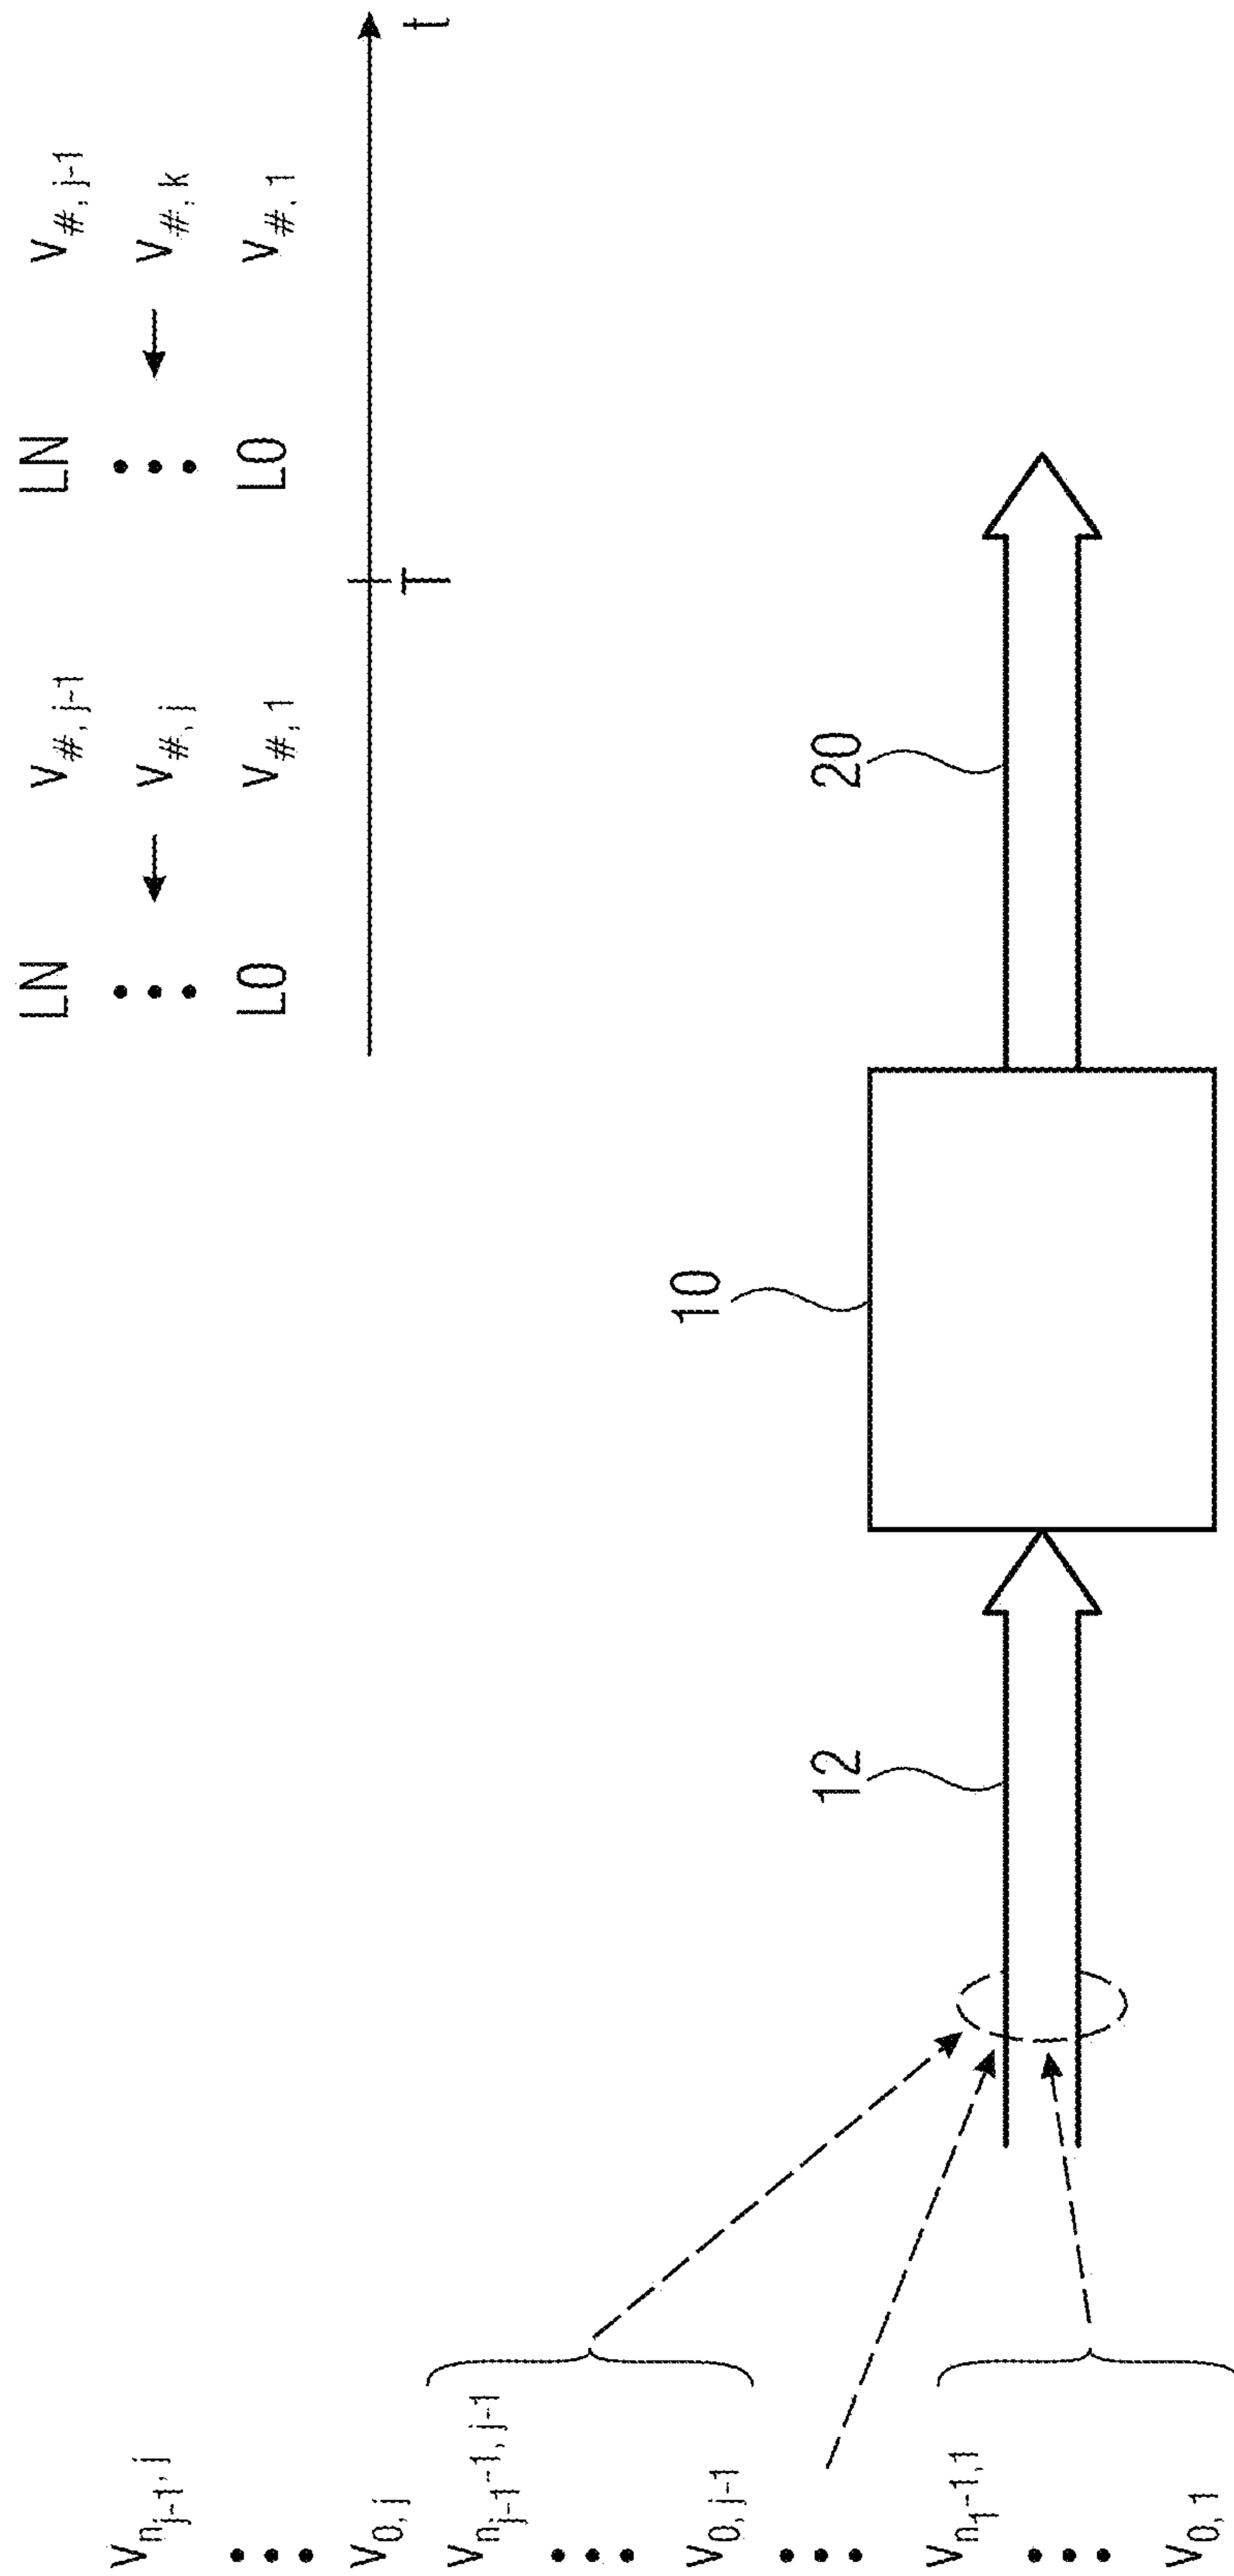 LN V#, j-1 LN V#, j-1
V#, j V#, k
L0 V#, 1 L0 V#, 1
T t
Vnj-1, j
V0, j
Vnj-1-1, j-1
V0, j-1
Vn1-1,1
V0, 1
12
10
20